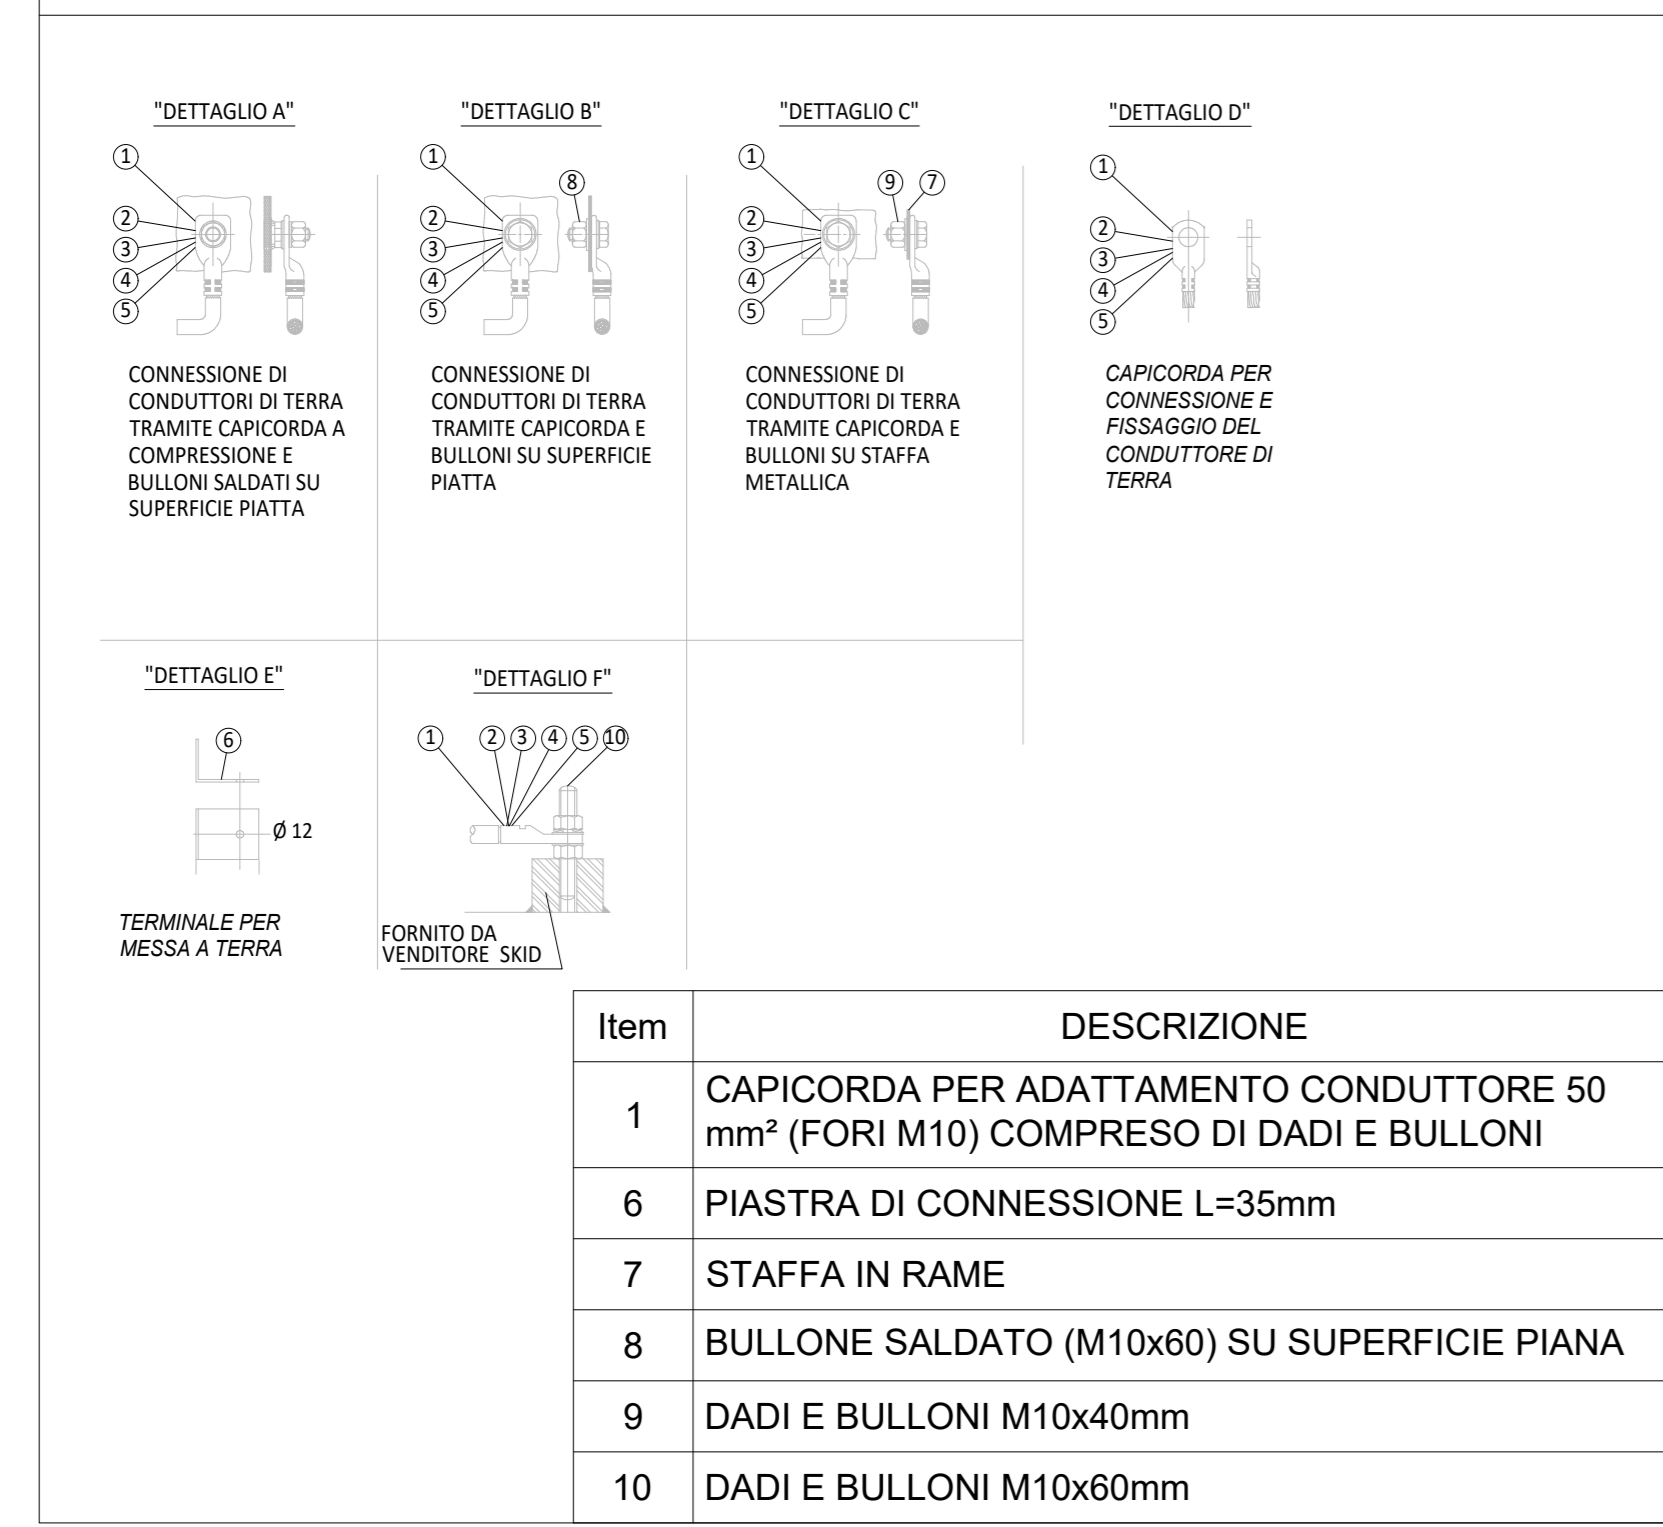 "DETTAGLIO A"
1
2
3
4
5
CONNESSIONE DI
CONDUTTORI DI TERRA
TRAMITE CAPICORDA A
COMPRESSIONE E
BULLONI SALDATI SU
SUPERFICIE PIATTA
"DETTAGLIO B"
1
8
2
3
4
5
CONNESSIONE DI
CONDUTTORI DI TERRA
TRAMITE CAPICORDA E
BULLONI SU SUPERFICIE
PIATTA
"DETTAGLIO C"
1
9 7
2
3
4
5
CONNESSIONE DI
CONDUTTORI DI TERRA
TRAMITE CAPICORDA E
BULLONI SU STAFFA
METALLICA
"DETTAGLIO D"
1
2
3
4
5
CAPICORDA PER
CONNESSIONE E
FISSAGGIO DEL
CONDUTTORE DI
TERRA
"DETTAGLIO E"
6
Ø 12
TERMINALE PER
MESSA A TERRA
"DETTAGLIO F"
1 2 3 4 5 10
FORNITO DA
VENDITORE SKID
Item DESCRIZIONE
1 CAPICORDA PER ADATTAMENTO CONDUTTORE 50
mm² (FORI M10) COMPRESO DI DADI E BULLONI
6 PIASTRA DI CONNESSIONE L=35mm
7 STAFFA IN RAME
8 BULLONE SALDATO (M10x60) SU SUPERFICIE PIANA
9 DADI E BULLONI M10x40mm
10 DADI E BULLONI M10x60mm